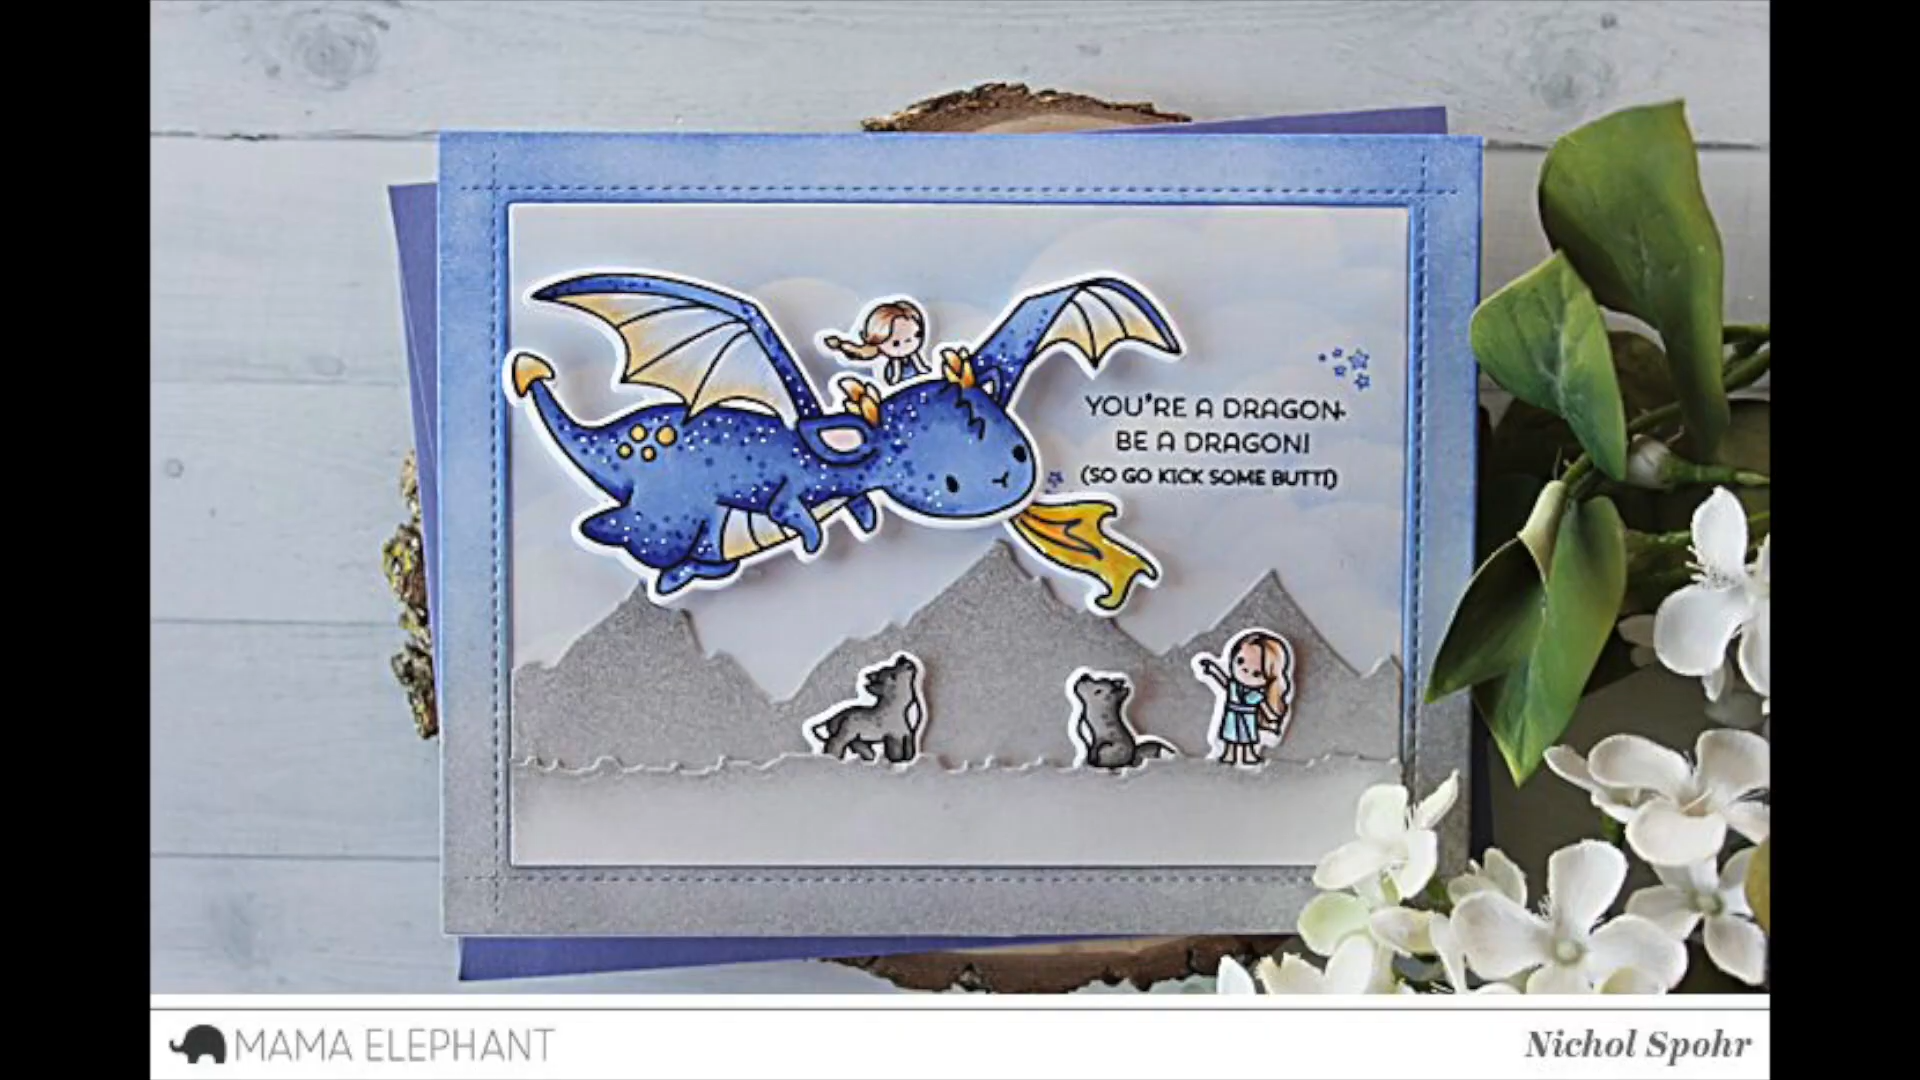 YOU'RE A DRAGON-
BE A DRAGON!
(SO GO KICK SOME BUTT!)
MAMA ELEPHANT
Nichol Spohr